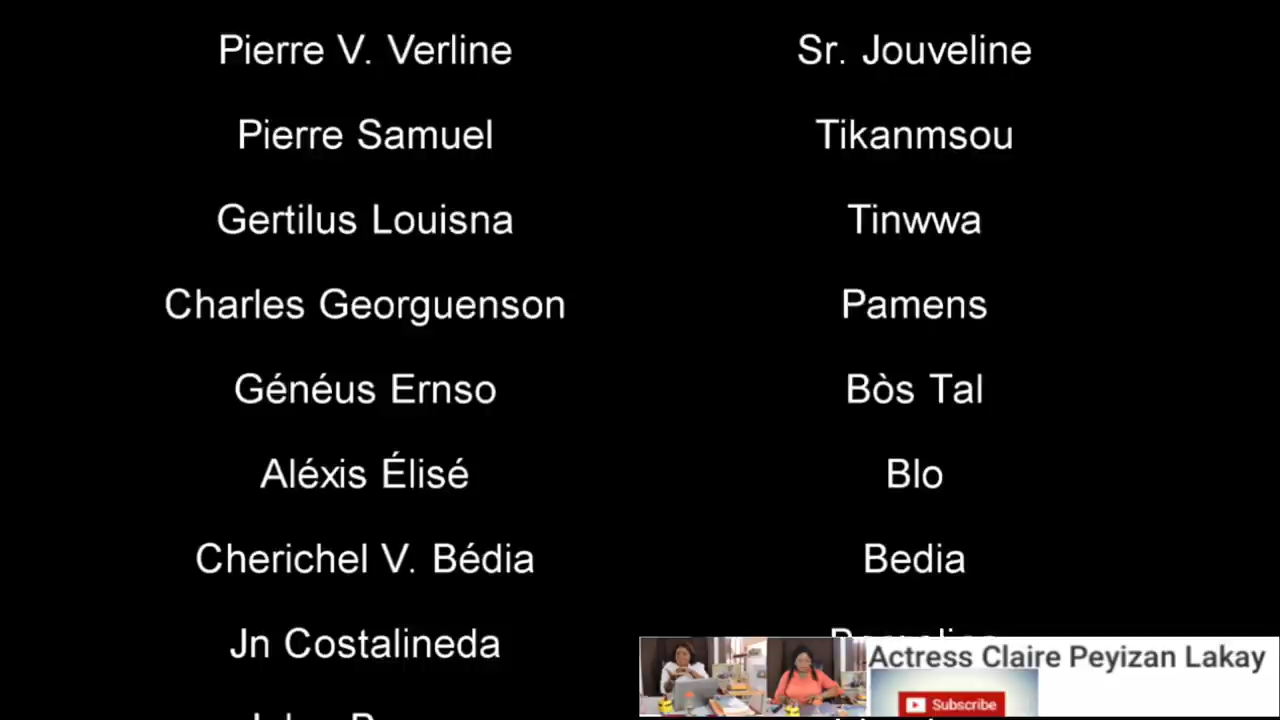 Pierre V. Verline Sr. Jouveline
Pierre Samuel Tikanmsou
Gertilus Louisna Tinwwa
Charles Georguenson Pamens
Généus Ernso Bòs Tal
Aléxis Élisé Blo
Cherichel V. Bédia Bedia
Jn Costalineda
Actress Claire Peyizan Lakay
Subscribe